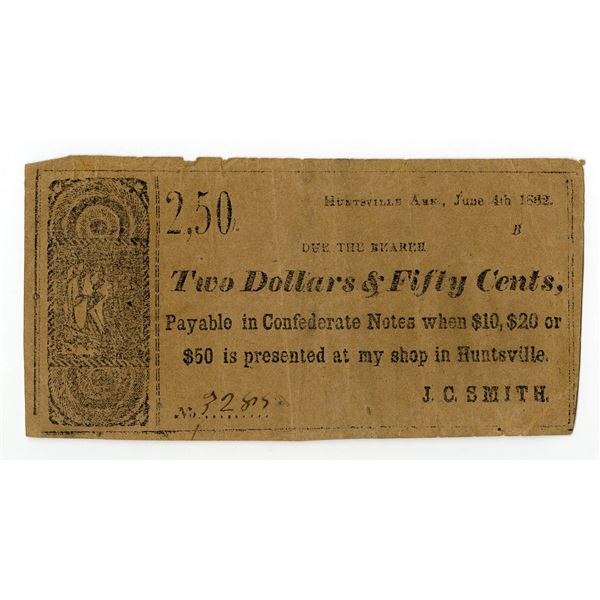 2,50.
Huntsville Ark., June 4th 1862.
B
DUE THE BEARER
Two Dollars & Fifty Cents,
Payable in Confederate Notes when $10, $20 or
$50 is presented at my shop in Huntsville.
J. C. SMITH.
No.